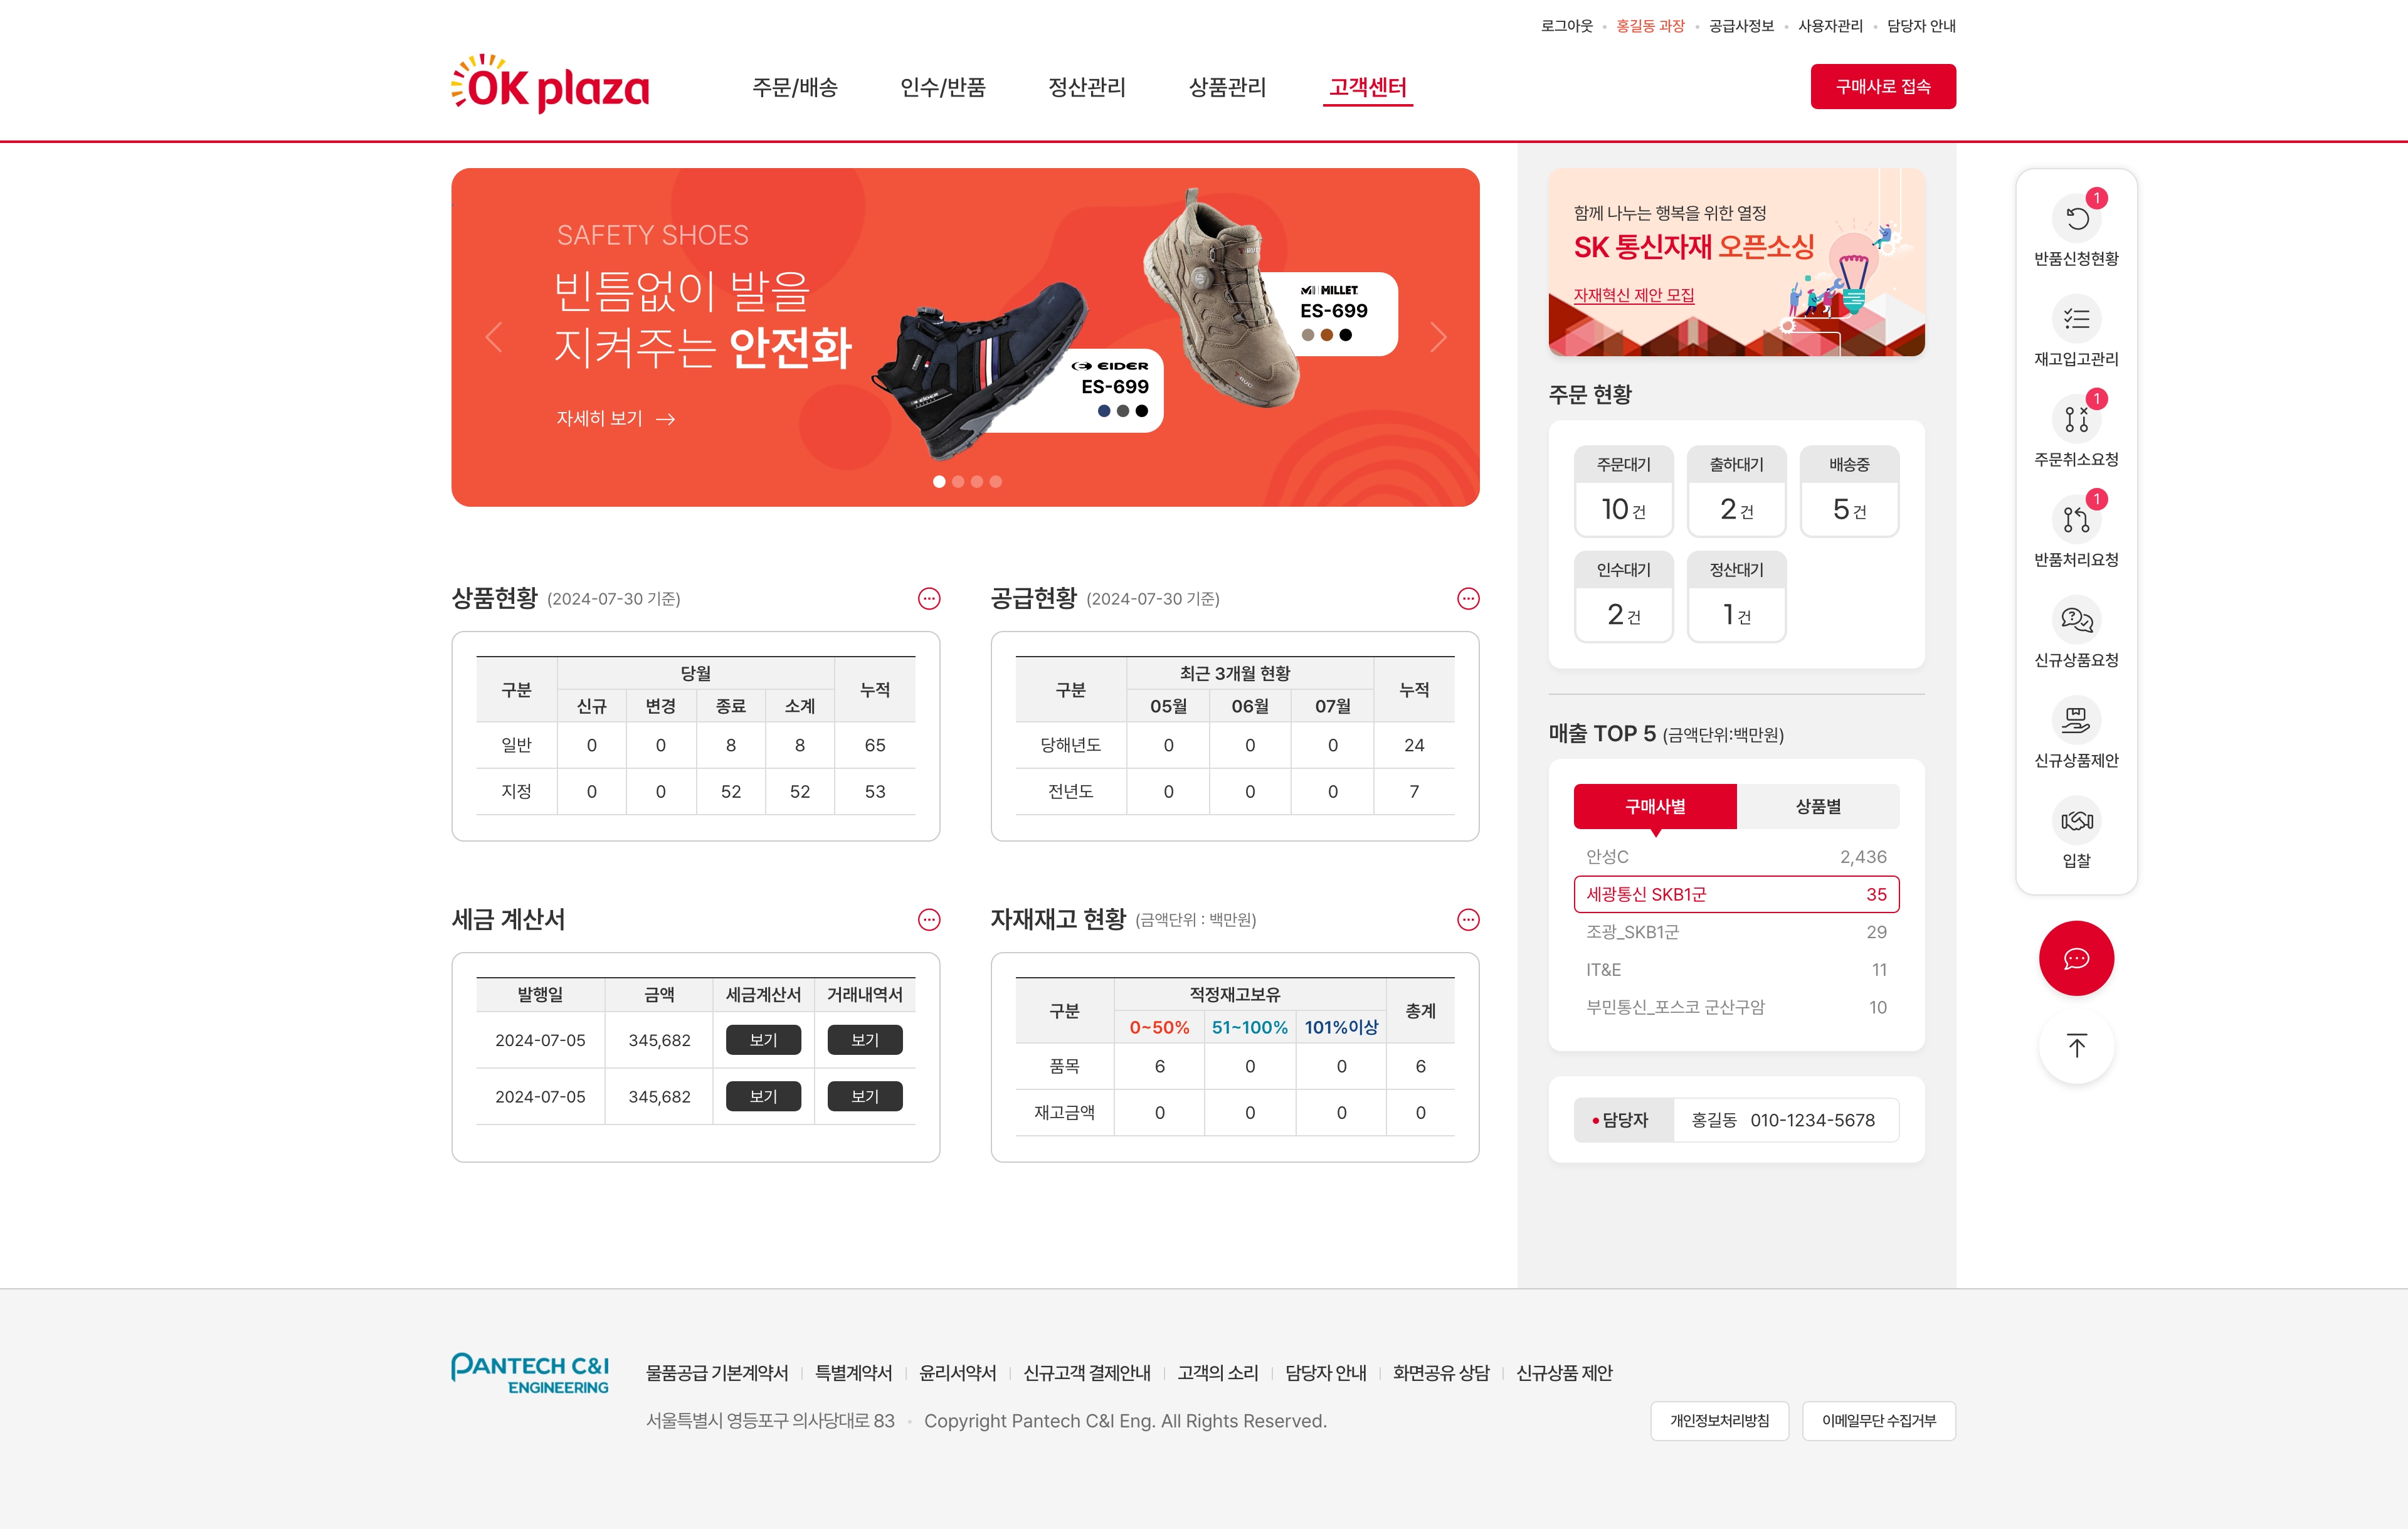 로그아웃 • 홍길동 과장 • 공급사정보 • 사용자관리 • 담당자 안내
OK plaza
주문/배송 인수/반품 정산관리 상품관리 고객센터
구매사로 접속
SAFETY SHOES
빈틈없이 발을
지켜주는 안전화
자세히 보기
EIDER
ES-699
MILLET
ES-699
함께 나누는 행복을 위한 열정
SK 통신자재 오픈소싱
자재혁신 제안 모집
주문 현황
주문대기 출하대기 배송중
10 건 2 건 5 건
인수대기 정산대기
2 건 1 건
상품현황 (2024-07-30 기준)
구분 당월 누적
신규 변경 종료 소계
일반 0 0 8 8 65
지정 0 0 52 52 53
공급현황 (2024-07-30 기준)
구분 최근 3개월 현황 누적
05월 06월 07월
당해년도 0 0 0 24
전년도 0 0 0 7
세금 계산서
발행일 금액 세금계산서 거래내역서
2024-07-05 345,682 보기 보기
2024-07-05 345,682 보기 보기
자재재고 현황 (금액단위 : 백만원)
구분 적정재고보유 총계
0~50% 51~100% 101%이상
품목 6 0 0 6
재고금액 0 0 0 0
매출 TOP 5 (금액단위:백만원)
구매사별 상품별
안성C 2,436
세광통신 SKB1군 35
조광_SKB1군 29
IT&E 11
부민통신_포스코 군산구암 10
담당자 홍길동 010-1234-5678
1
반품신청현황
재고입고관리
1
주문취소요청
1
반품처리요청
신규상품요청
신규상품제안
입찰
PANTECH C&I
ENGINEERING
물품공급 기본계약서 | 특별계약서 | 윤리서약서 | 신규고객 결제안내 | 고객의 소리 | 담당자 안내 | 화면공유 상담 | 신규상품 제안
서울특별시 영등포구 의사당대로 83 • Copyright Pantech C&I Eng. All Rights Reserved.
개인정보처리방침 이메일무단 수집거부